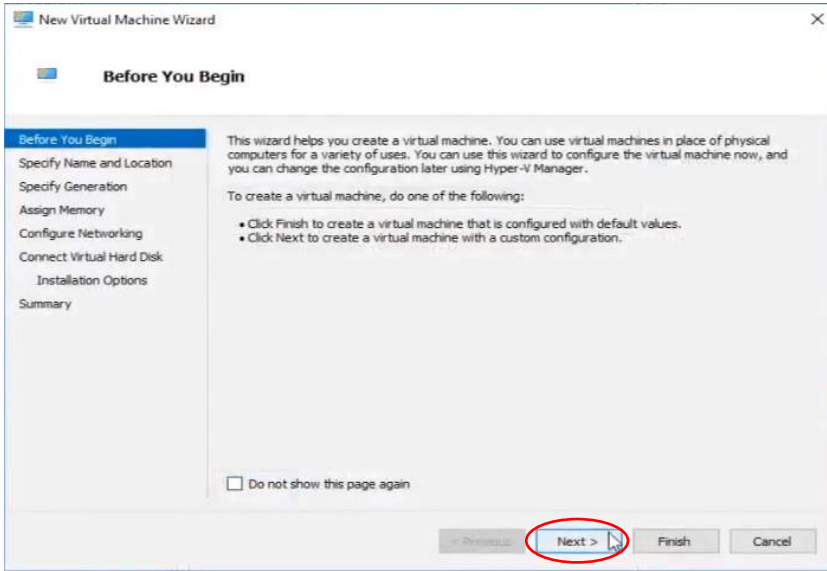 New Virtual Machine Wizard
Before You Begin
Before You Begin
Specify Name and Location
Specify Generation
Assign Memory
Configure Networking
Connect Virtual Hard Disk
Installation Options
Summary
This wizard helps you create a virtual machine. You can use virtual machines in place of physical
computers for a variety of uses. You can use this wizard to configure the virtual machine now, and
you can change the configuration later using Hyper-V Manager.
To create a virtual machine, do one of the following:
• Click Finish to create a virtual machine that is configured with default values.
• Click Next to create a virtual machine with a custom configuration.
Do not show this page again
< Previous
Next >
Finish
Cancel